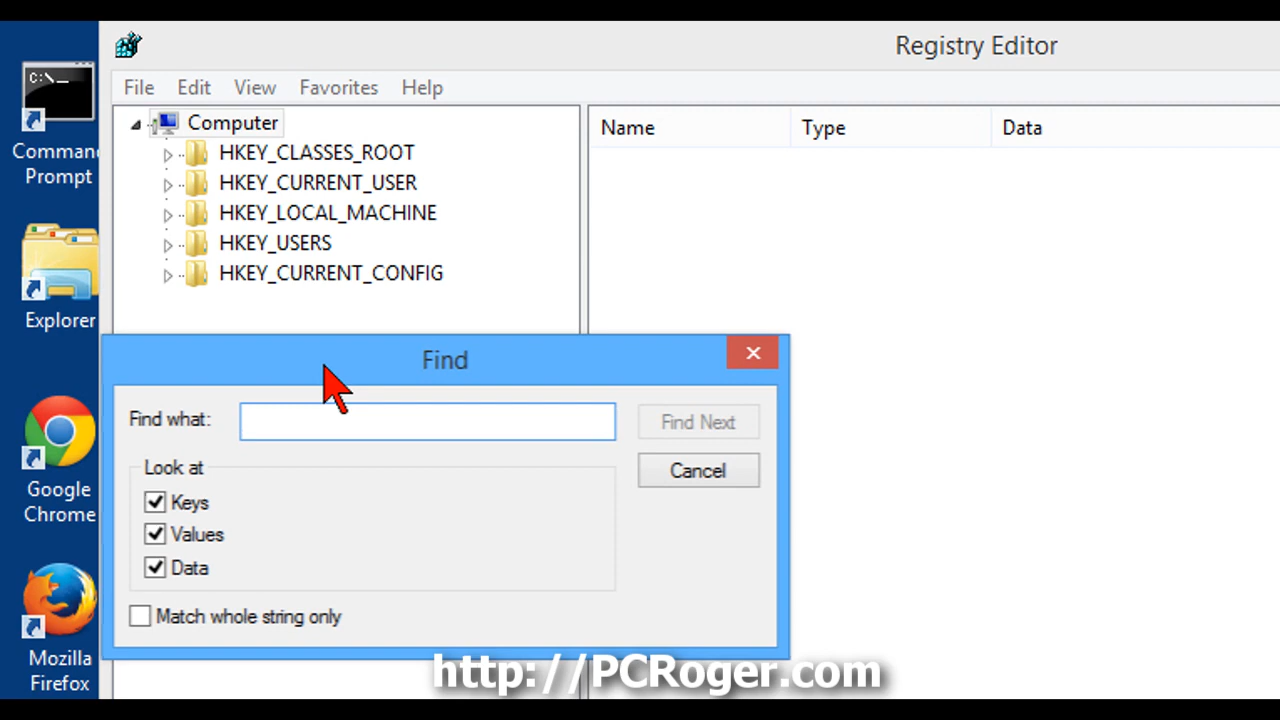 Registry Editor
File Edit View Favorites Help
Computer
HKEY_CLASSES_ROOT
HKEY_CURRENT_USER
HKEY_LOCAL_MACHINE
HKEY_USERS
HKEY_CURRENT_CONFIG
Name Type Data
C:\._
Comman
Prompt
Explorer
Google
Chrome
Mozilla
Firefox
Find
Find what:
Find Next
Cancel
Look at
Keys
Values
Data
Match whole string only
http://PCRoger.com